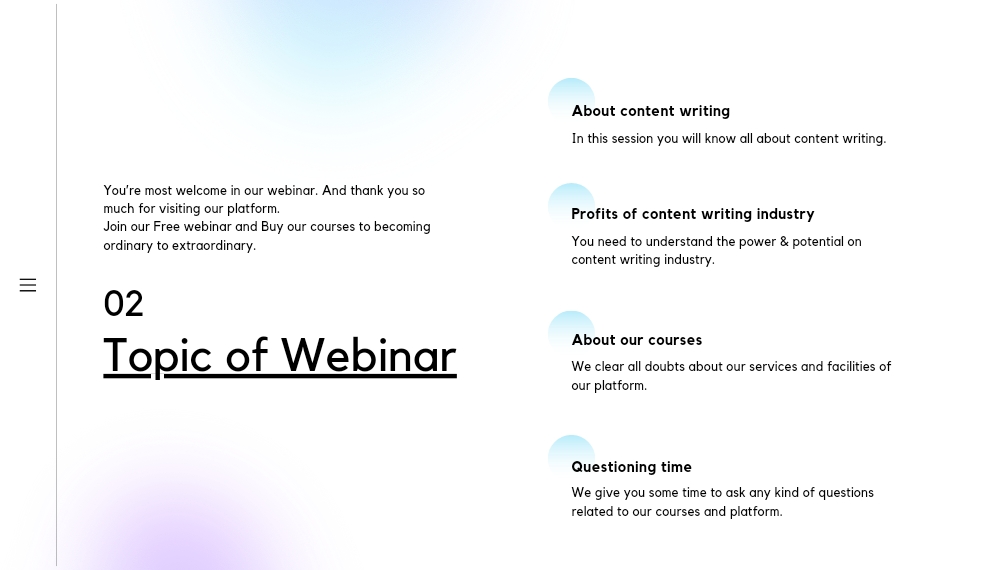 You're most welcome in our webinar. And thank you so
much for visiting our platform.
Join our Free webinar and Buy our courses to becoming
ordinary to extraordinary.
02
Topic of Webinar
About content writing
In this session you will know all about content writing.
Profits of content writing industry
You need to understand the power & potential on
content writing industry.
About our courses
We clear all doubts about our services and facilities of
our platform.
Questioning time
We give you some time to ask any kind of questions
related to our courses and platform.